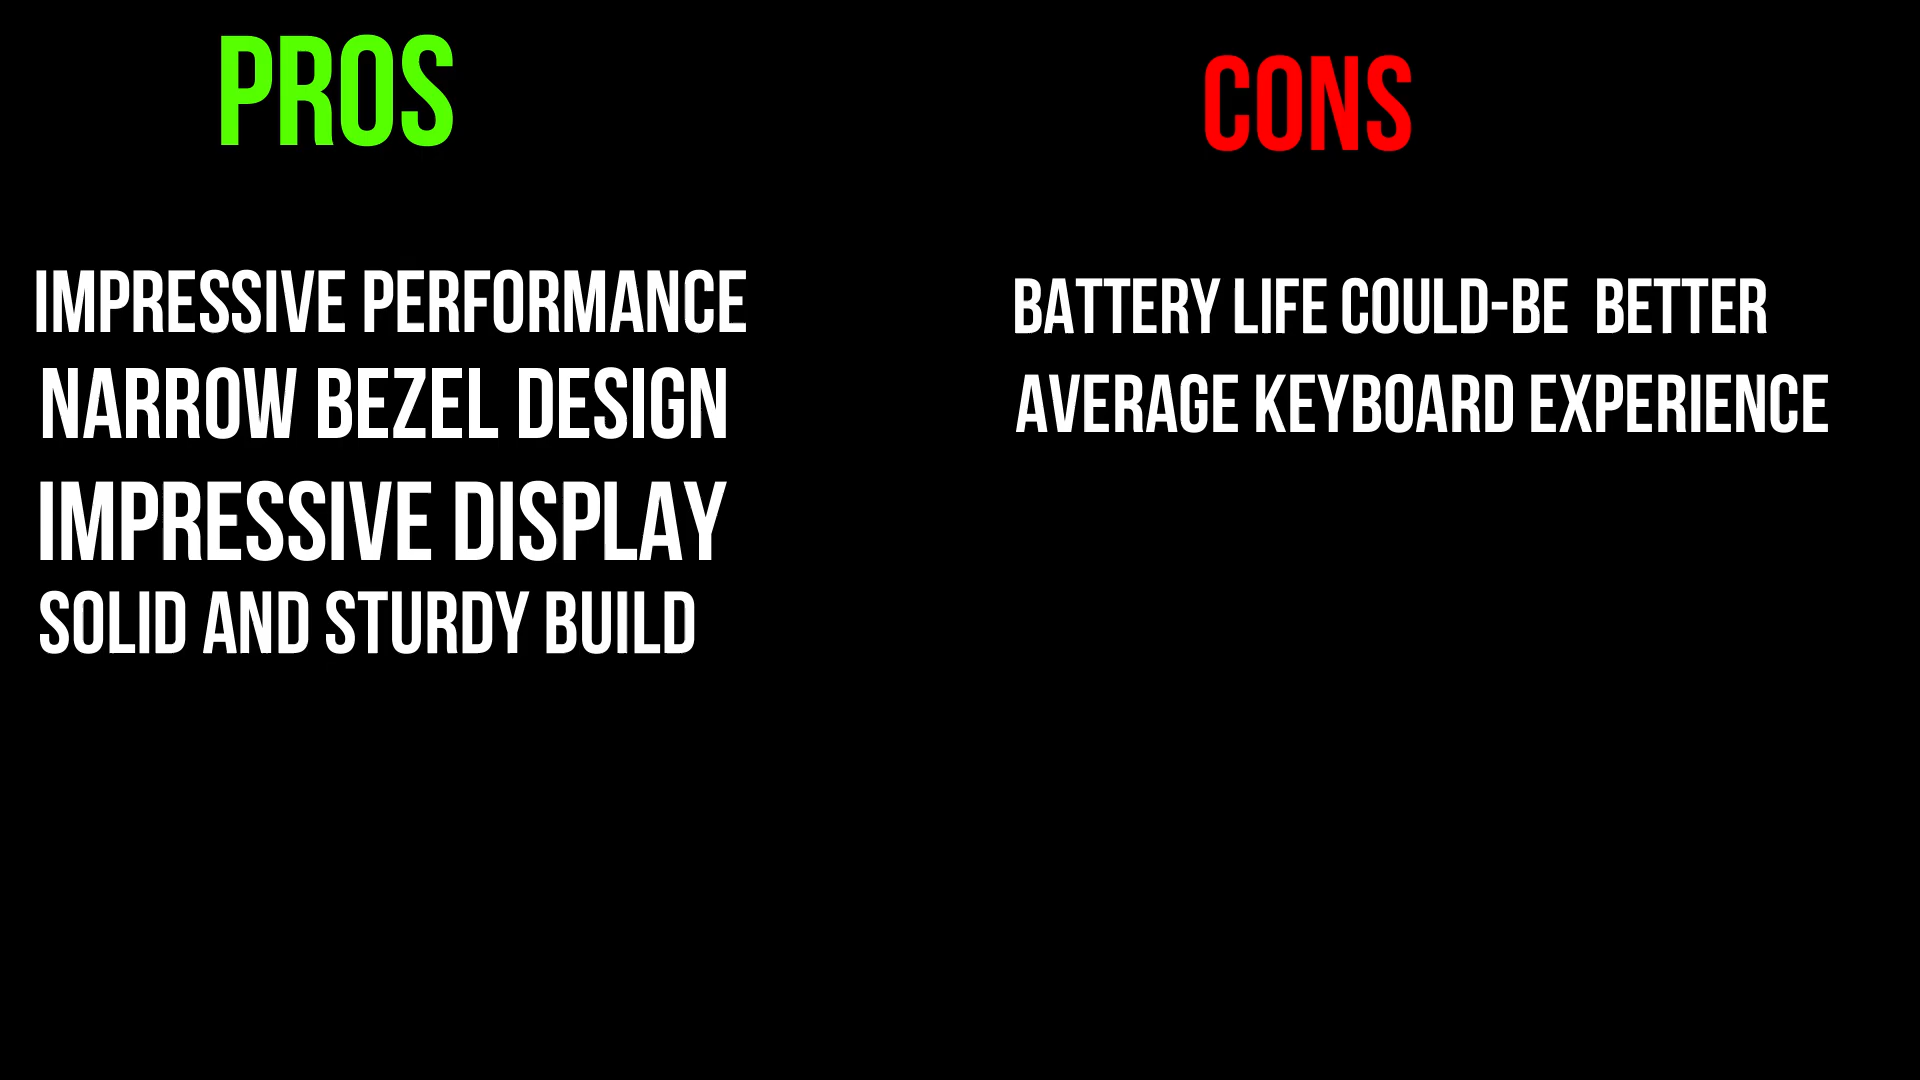 PROS
IMPRESSIVE PERFORMANCE
NARROW BEZEL DESIGN
IMPRESSIVE DISPLAY
SOLID AND STURDY BUILD
CONS
BATTERY LIFE COULD-BE  BETTER
AVERAGE KEYBOARD EXPERIENCE